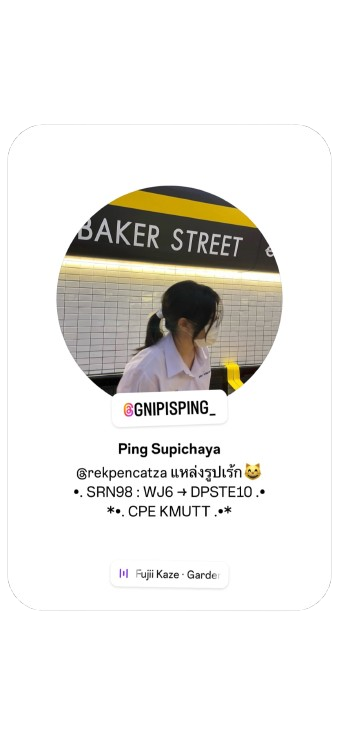 BAKER STREET
@GNIPISPING_
Ping Supichaya
@rekpencatza แหล่งรูปเร้ก😺
•. SRN98 : WJ6 → DPSTE10 .•
*•. CPE KMUTT .•*
Fujii Kaze · Garden